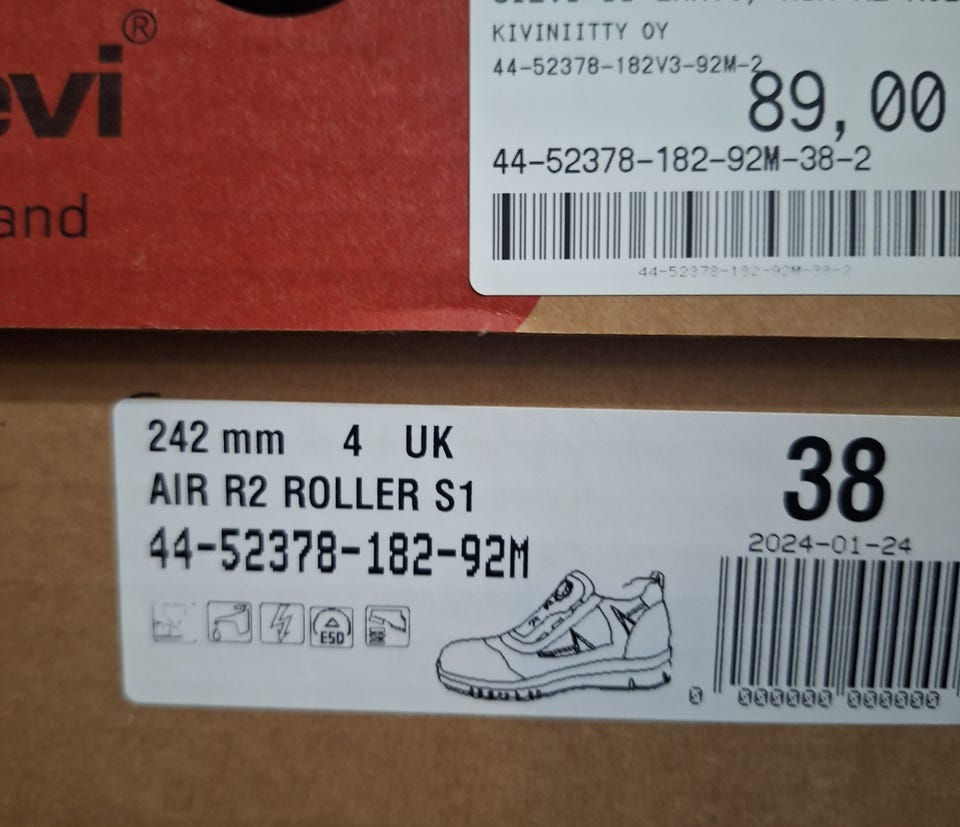 evi®
and
KIVINIITTY OY
44-52378-182V3-92M-2
89,00
44-52378-182-92M-38-2
44-52378-182-92M-38-2
242 mm 4 UK
AIR R2 ROLLER S1
44-52378-182-92M
38
2024-01-24
ESD
0 000000 000000